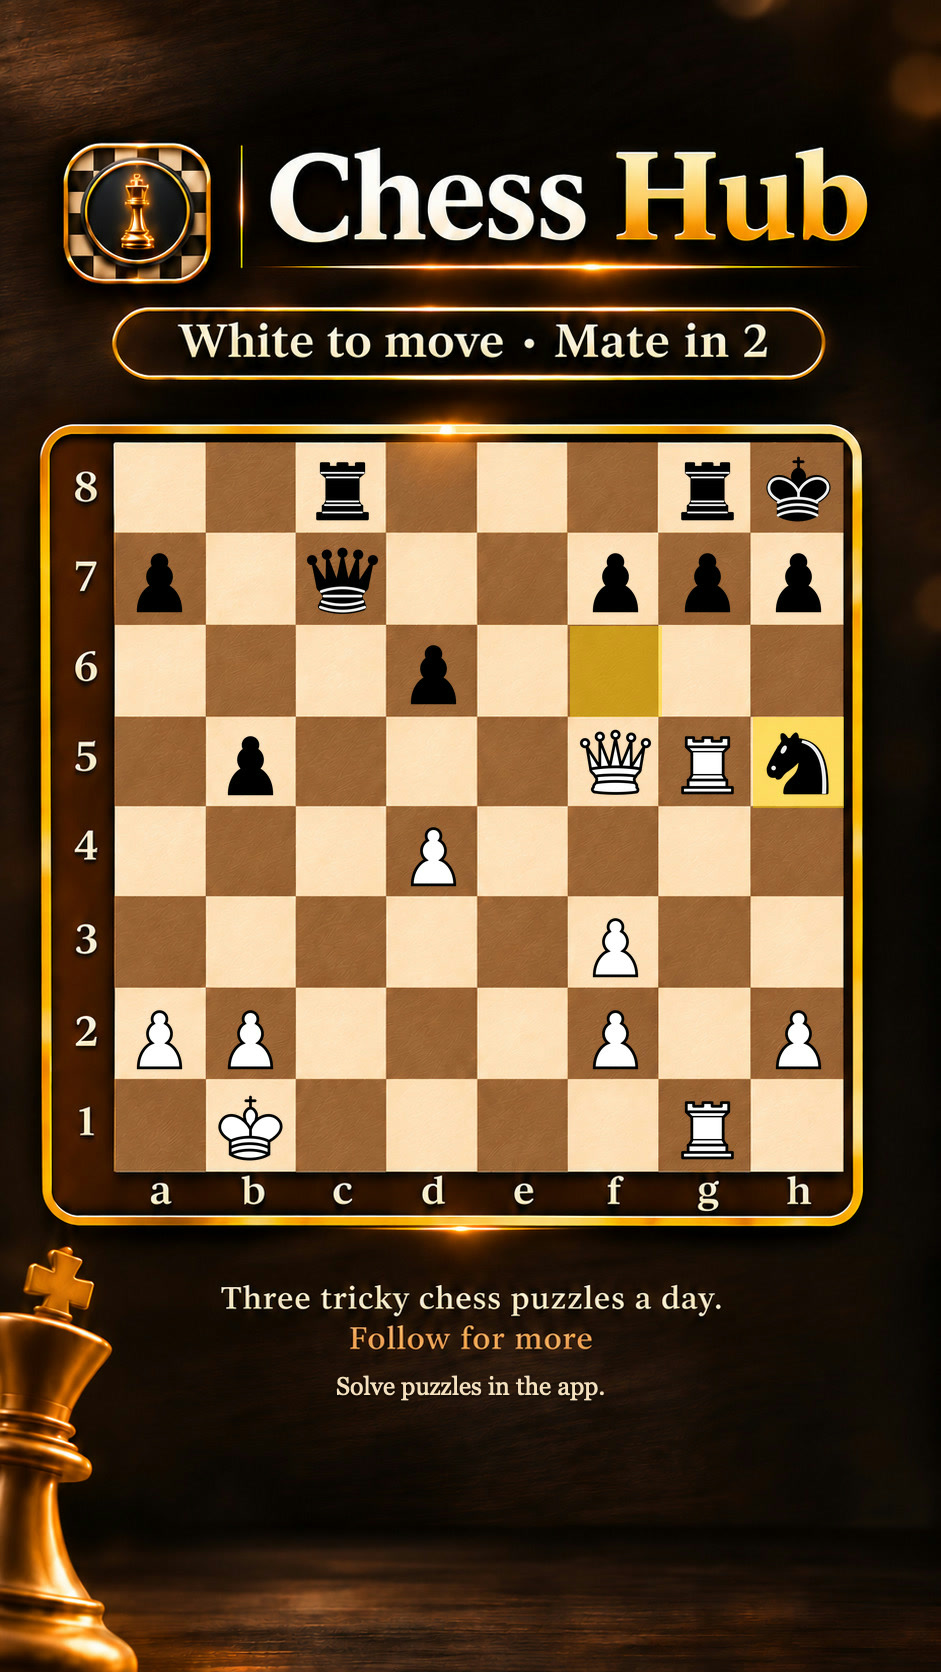 Chess Hub
White to move • Mate in 2
8
7
6
5
4
3
2
1
a b c d e f g h
Three tricky chess puzzles a day.
Follow for more
Solve puzzles in the app.